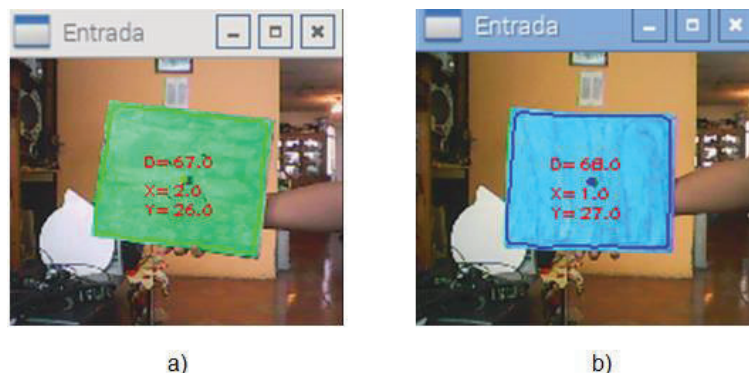 Entrada
D=67.0
X=2.0
Y=26.0
a)
Entrada
D=68.0
X=1.0
Y=27.0
b)